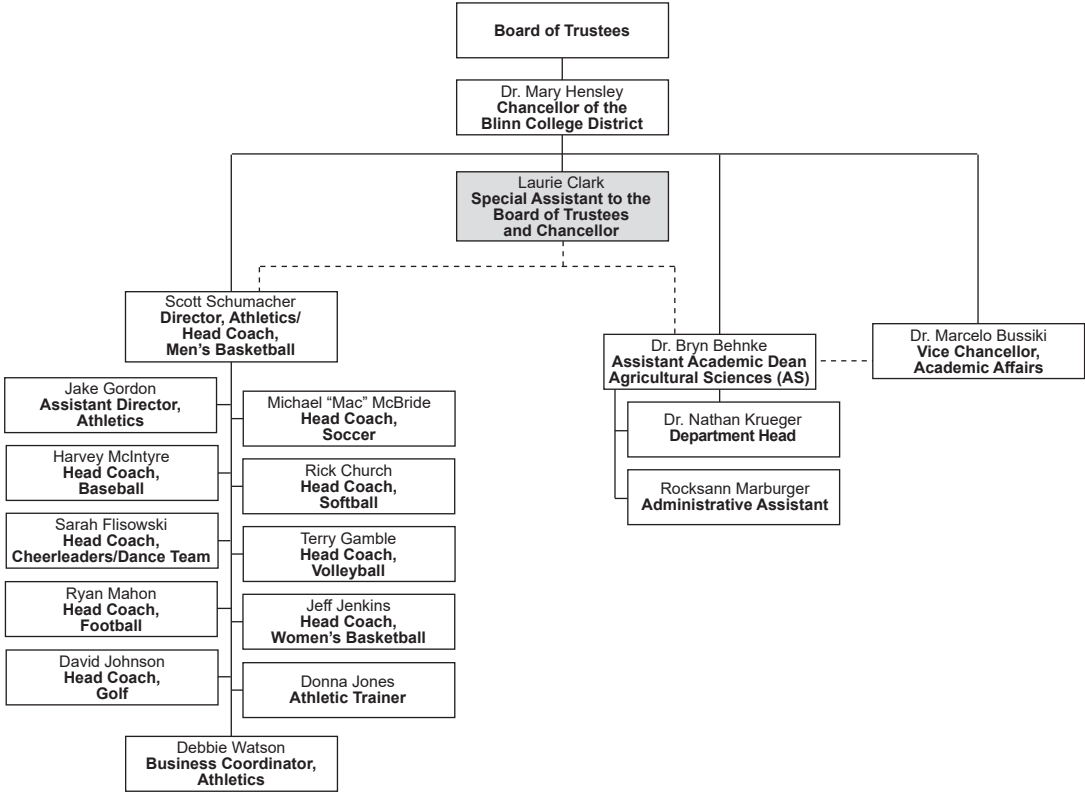 Board of Trustees
Dr. Mary Hensley
Chancellor of the
Blinn College District
Laurie Clark
Special Assistant to the
Board of Trustees
and Chancellor
Scott Schumacher
Director, Athletics/
Head Coach,
Men’s Basketball
Dr. Bryn Behnke
Assistant Academic Dean
Agricultural Sciences (AS)
Dr. Marcelo Bussiki
Vice Chancellor,
Academic Affairs
Jake Gordon
Assistant Director,
Athletics
Michael “Mac” McBride
Head Coach,
Soccer
Dr. Nathan Krueger
Department Head
Harvey McIntyre
Head Coach,
Baseball
Rick Church
Head Coach,
Softball
Rocksann Marburger
Administrative Assistant
Sarah Flisowski
Head Coach,
Cheerleaders/Dance Team
Terry Gamble
Head Coach,
Volleyball
Ryan Mahon
Head Coach,
Football
Jeff Jenkins
Head Coach,
Women’s Basketball
David Johnson
Head Coach,
Golf
Donna Jones
Athletic Trainer
Debbie Watson
Business Coordinator,
Athletics